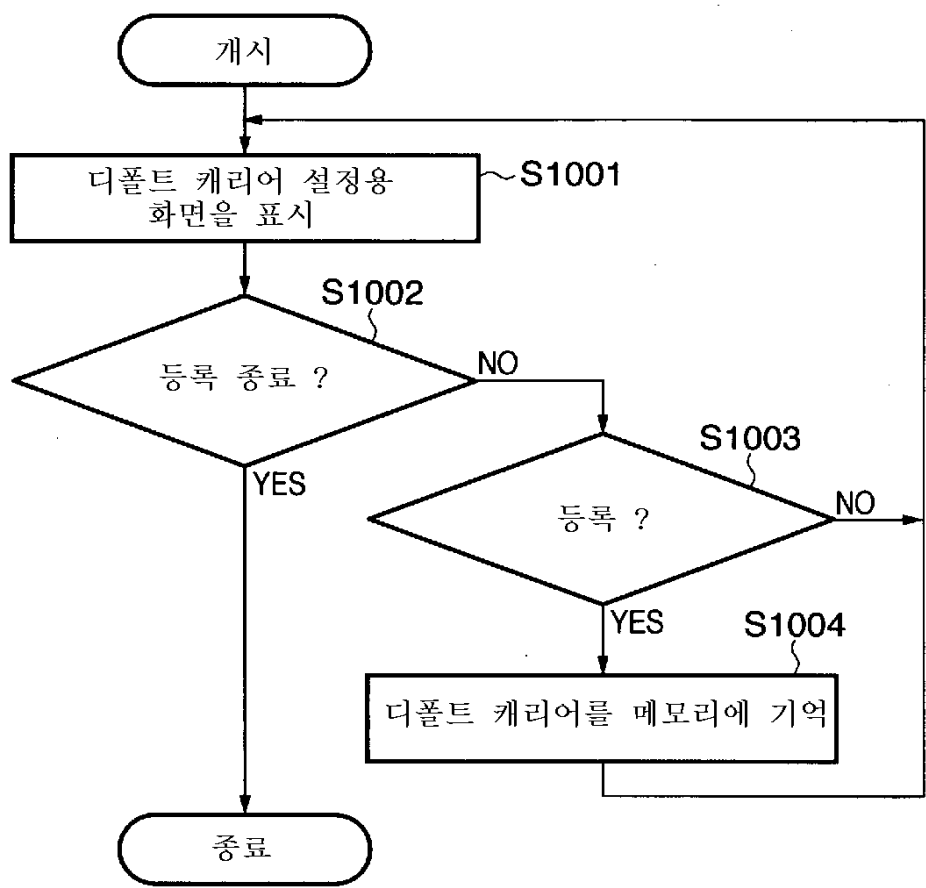 개시
디폴트 캐리어 설정용
화면을 표시
S1001
S1002
등록 종료 ?
NO
YES
S1003
등록 ?
NO
YES
S1004
디폴트 캐리어를 메모리에 기억
종료